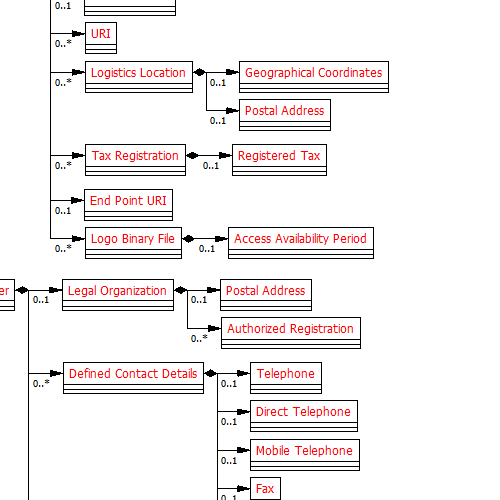 0..1
URI
0..*
Logistics Location
Geographical Coordinates
0..*
0..1
Postal Address
0..1
Tax Registration
Registered Tax
0..*
0..1
End Point URI
0..1
Logo Binary File
Access Availability Period
0..*
0..1
er
Legal Organization
Postal Address
0..1
0..1
Authorized Registration
0..*
Defined Contact Details
Telephone
0..*
0..1
Direct Telephone
0..1
Mobile Telephone
0..1
Fax
0..1